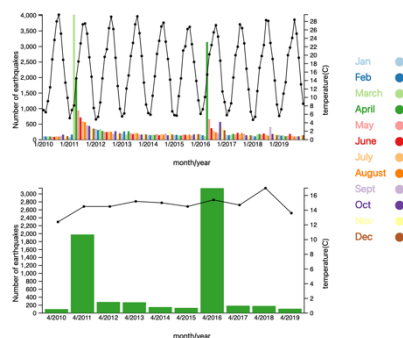 4,000
3,500
3,000
2,500
2,000
1,500
1,000
500
0
Number of earthquakes
28
26
24
22
20
18
16
14
12
10
8
6
4
2
0
temperature(C)
1/2010 1/2011 1/2012 1/2013 1/2014 1/2015 1/2016 1/2017 1/2018 1/2019
month/year
Jan
Feb
March
April
May
June
July
August
Sept
Oct
Nov
Dec
3,000
2,800
2,600
2,400
2,200
2,000
1,800
1,600
1,400
1,200
1,000
800
600
400
200
0
Number of earthquakes
16
14
12
10
8
6
4
2
0
temperature(C)
4/2010 4/2011 4/2012 4/2013 4/2014 4/2015 4/2016 4/2017 4/2018 4/2019
month/year